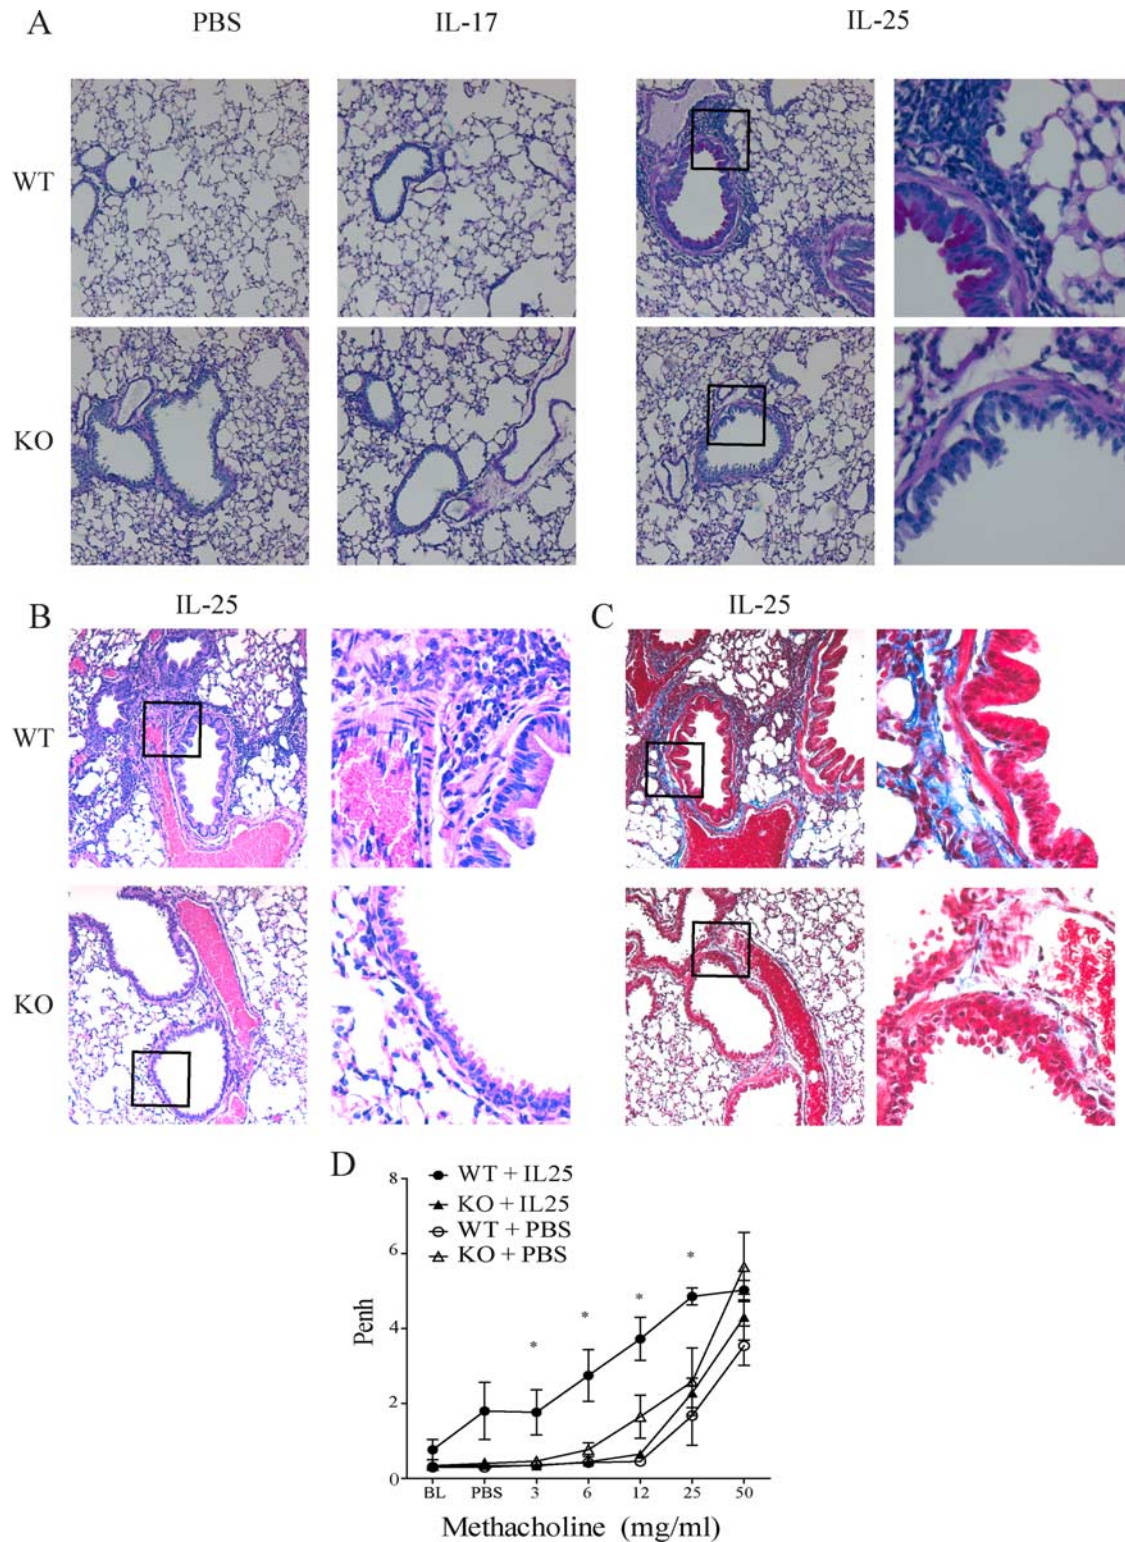 A
PBS IL-17 IL-25
WT
KO
B IL-25
C IL-25
WT
KO
D
8
WT + IL25
KO + IL25
WT + PBS
KO + PBS
6
*
*
*
*
4
Penh
2
0
BL PBS 3 6 12 25 50
Methacholine (mg/ml)